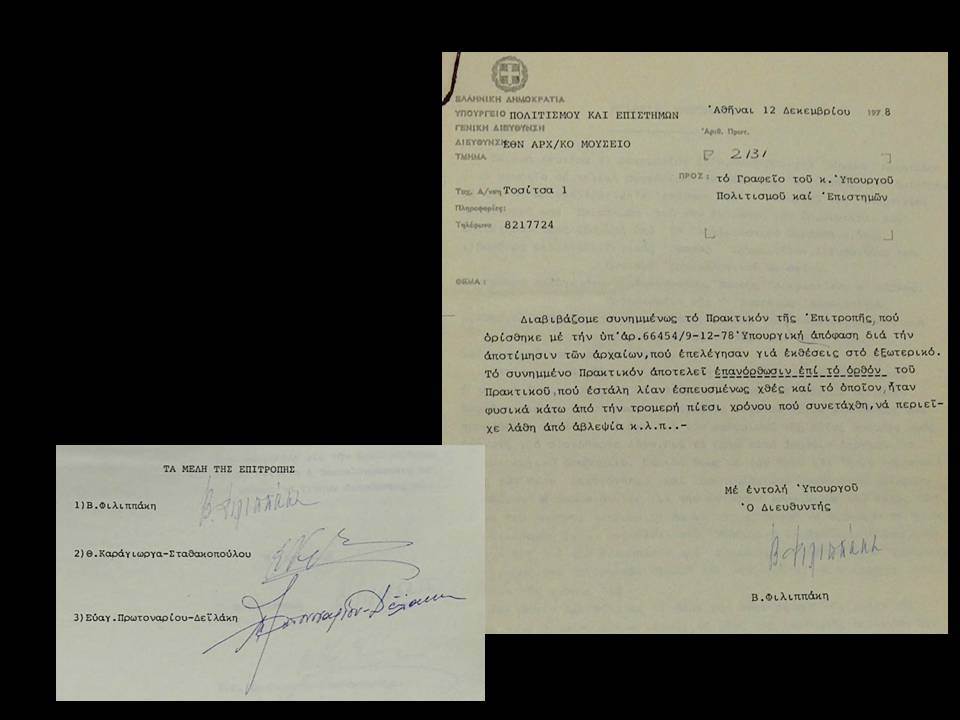 ΕΛΛΗΝΙΚΗ ΔΗΜΟΚΡΑΤΙΑ
ΥΠΟΥΡΓΕΙΟ ΠΟΛΙΤΙΣΜΟΥ ΚΑΙ ΕΠΙΣΤΗΜΩΝ
ΓΕΝΙΚΗ ΔΙΕΥΘΥΝΣΗ
ΔΙΕΥΘΥΝΣΗ ΕΘΝ ΑΡΧ/ΚΟ ΜΟΥΣΕΙΟ
ΤΜΗΜΑ
Ταχ. Δ/νση Τοσίτσα 1
Πληροφορίες:
Τηλέφωνο 8217724
Ἀθῆναι 12 Δεκεμβρίου 1978
Ἀριθ. Πρωτ.
2131
ΠΡΟΣ: τό Γραφεῖο τοῦ κ.Ὑπουργοῦ
Πολιτισμοῦ καί Ἐπιστημῶν
ΘΕΜΑ:
Διαβιβάζομε συνημμένως τό Πρακτικόν τῆς Ἐπιτροπῆς,πού
ὁρίσθηκε μέ τήν ὑπ'ἀρ.66454/9-12-78 Ὑπουργική ἀπόφαση διά τήν
ἀποτίμησιν τῶν ἀρχαίων,πού ἐπελέγησαν γιά ἐκθέσεις στό ἐξωτερικό.
Τό συνημμένο Πρακτικόν ἀποτελεῖ ἐπανόρθωσιν ἐπί τό ὀρθόν τοῦ
Πρακτικοῦ,πού ἐστάλη λίαν ἐσπευσμένως χθές καί τό ὁποῖον,ἦταν
φυσικά κάτω ἀπό τήν τρομερή πίεσι χρόνου πού συνετάχθη,νά περιεῖ-
χε λάθη ἀπό ἀβλεψία κ.λ.π..-
Μέ ἐντολή Ὑπουργοῦ
Ὁ Διευθυντής
Β.Φιλιππάκη
Β.Φιλιππάκη
ΤΑ ΜΕΛΗ ΤΗΣ ΕΠΙΤΡΟΠΗΣ
1)Β.Φιλιππάκη Β.Φιλιππάκη
2)Θ.Καράγιωργα-Σταθακοπούλου
3)Εὐαγ.Πρωτοναρίου-Δεϊλάκη Πρωτοναρίου-Δεϊλάκη